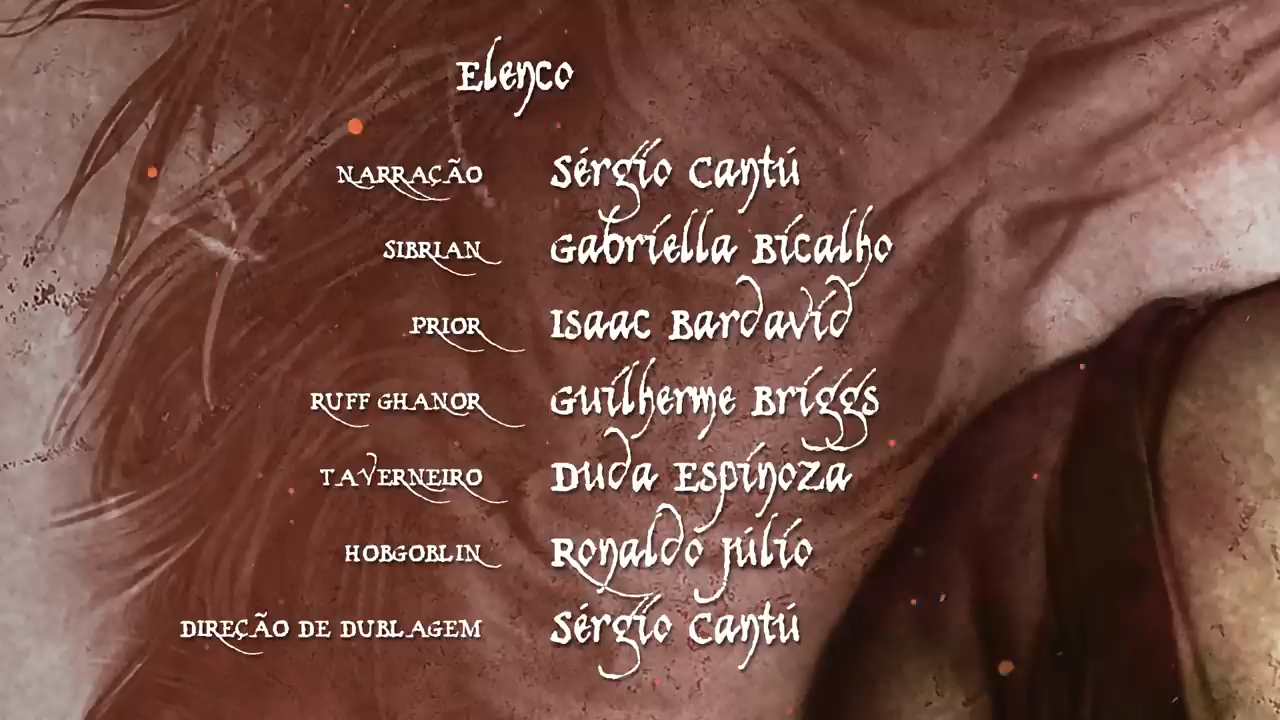 Elenco
NARRAÇÃO Sérgio Cantú
SIBRIAN Gabriella Bicalho
PRIOR Isaac Bardavid
RUFF GHANOR Guilherme Briggs
TAVERNEIRO Duda Espinoza
HOBGOBLIN Ronaldo Júlio
DIREÇÃO DE DUBLAGEM Sérgio Cantú